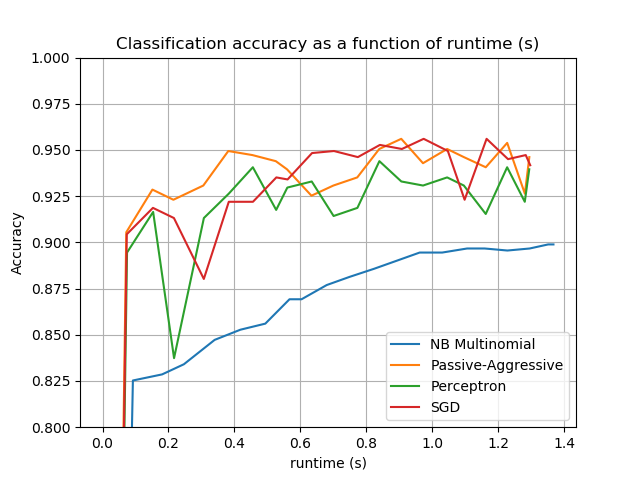 Classification accuracy as a function of runtime (s)
1.000
0.975
0.950
0.925
0.900
0.875
0.850
0.825
0.800
Accuracy
NB Multinomial
Passive-Aggressive
Perceptron
SGD
0.0 0.2 0.4 0.6 0.8 1.0 1.2 1.4
runtime (s)